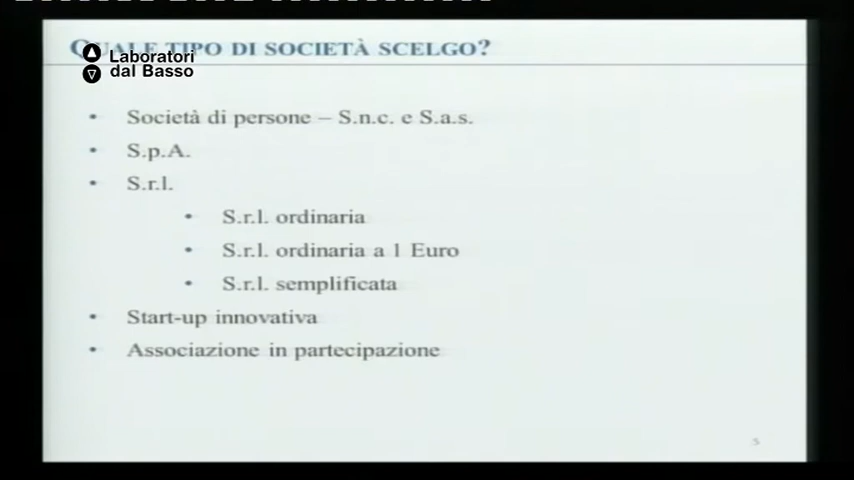 QUALE TIPO DI SOCIETÀ SCELGO?
Laboratori
dal Basso
• Società di persone – S.n.c. e S.a.s.
• S.p.A.
• S.r.l.
• S.r.l. ordinaria
• S.r.l. ordinaria a 1 Euro
• S.r.l. semplificata
• Start-up innovativa
• Associazione in partecipazione
5